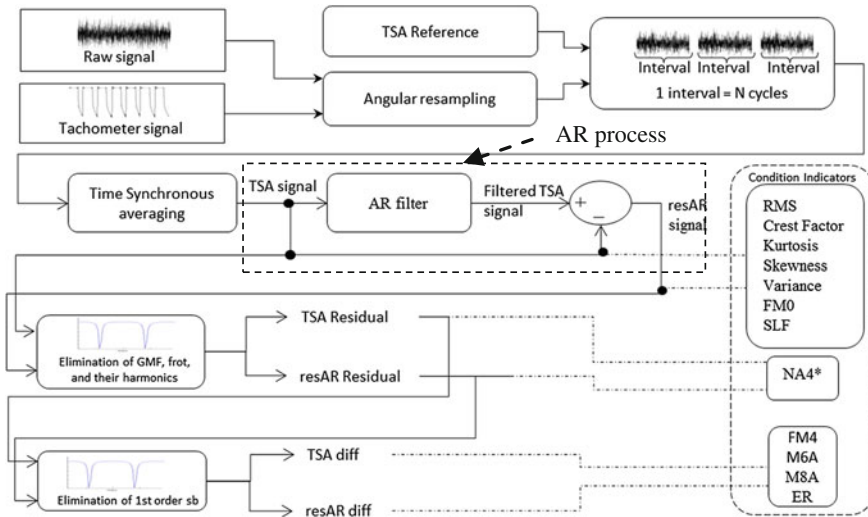 Raw signal
Tachometer signal
TSA Reference
Angular resampling
Interval Interval Interval
1 interval = N cycles
AR process
Time Synchronous
averaging
TSA signal
AR filter
Filtered TSA
signal
+
−
resAR
signal
Condition Indicators
RMS
Crest Factor
Kurtosis
Skewness
Variance
FM0
SLF
Elimination of GMF, frot,
and their harmonics
TSA Residual
resAR Residual
NA4*
Elimination of 1st order sb
TSA diff
resAR diff
FM4
M6A
M8A
ER